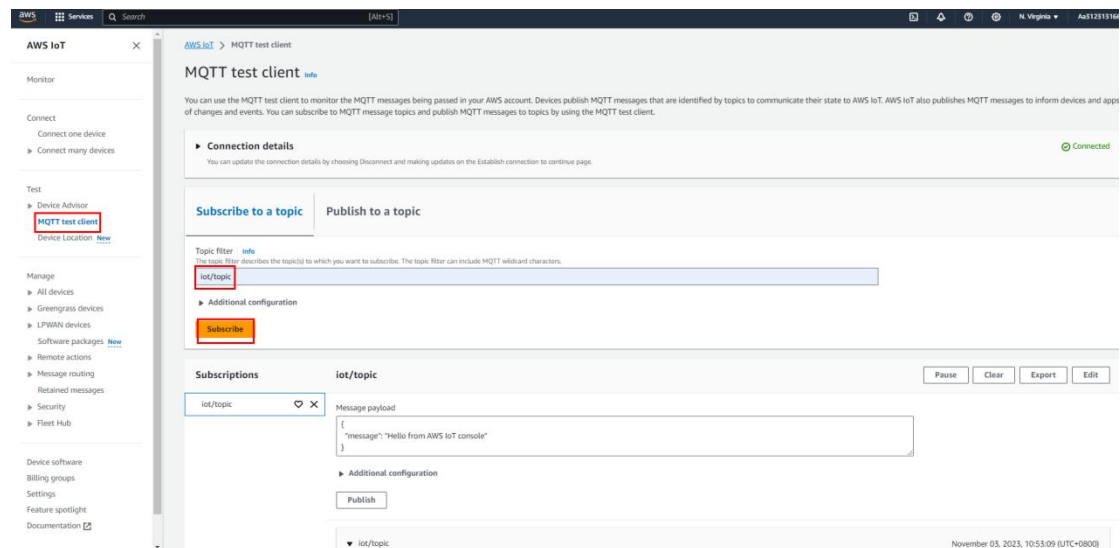 aws
Services
Search
[Alt+S]
N. Virginia
Aa512313166
AWS IoT
Monitor
Connect
Connect one device
Connect many devices
Test
Device Advisor
MQTT test client
Device Location New
Manage
All devices
Greengrass devices
LPWAN devices
Software packages New
Remote actions
Message routing
Retained messages
Security
Fleet Hub
Device software
Billing groups
Settings
Feature spotlight
Documentation
AWS IoT > MQTT test client
MQTT test client Info
You can use the MQTT test client to monitor the MQTT messages being passed in your AWS account. Devices publish MQTT messages that are identified by topics to communicate their state to AWS IoT. AWS IoT also publishes MQTT messages to inform devices and apps
of changes and events. You can subscribe to MQTT message topics and publish MQTT messages to topics by using the MQTT test client.
Connection details
Connected
You can update the connection details by choosing Disconnect and making updates on the Establish connection to continue page.
Subscribe to a topic
Publish to a topic
Topic filter Info
The topic filter describes the topic(s) to which you want to subscribe. The topic filter can include MQTT wildcard characters.
iot/topic
Additional configuration
Subscribe
Subscriptions
iot/topic
iot/topic
Pause
Clear
Export
Edit
Message payload
{
"message": "Hello from AWS IoT console"
}
Additional configuration
Publish
iot/topic
November 03, 2023, 10:53:09 (UTC+0800)